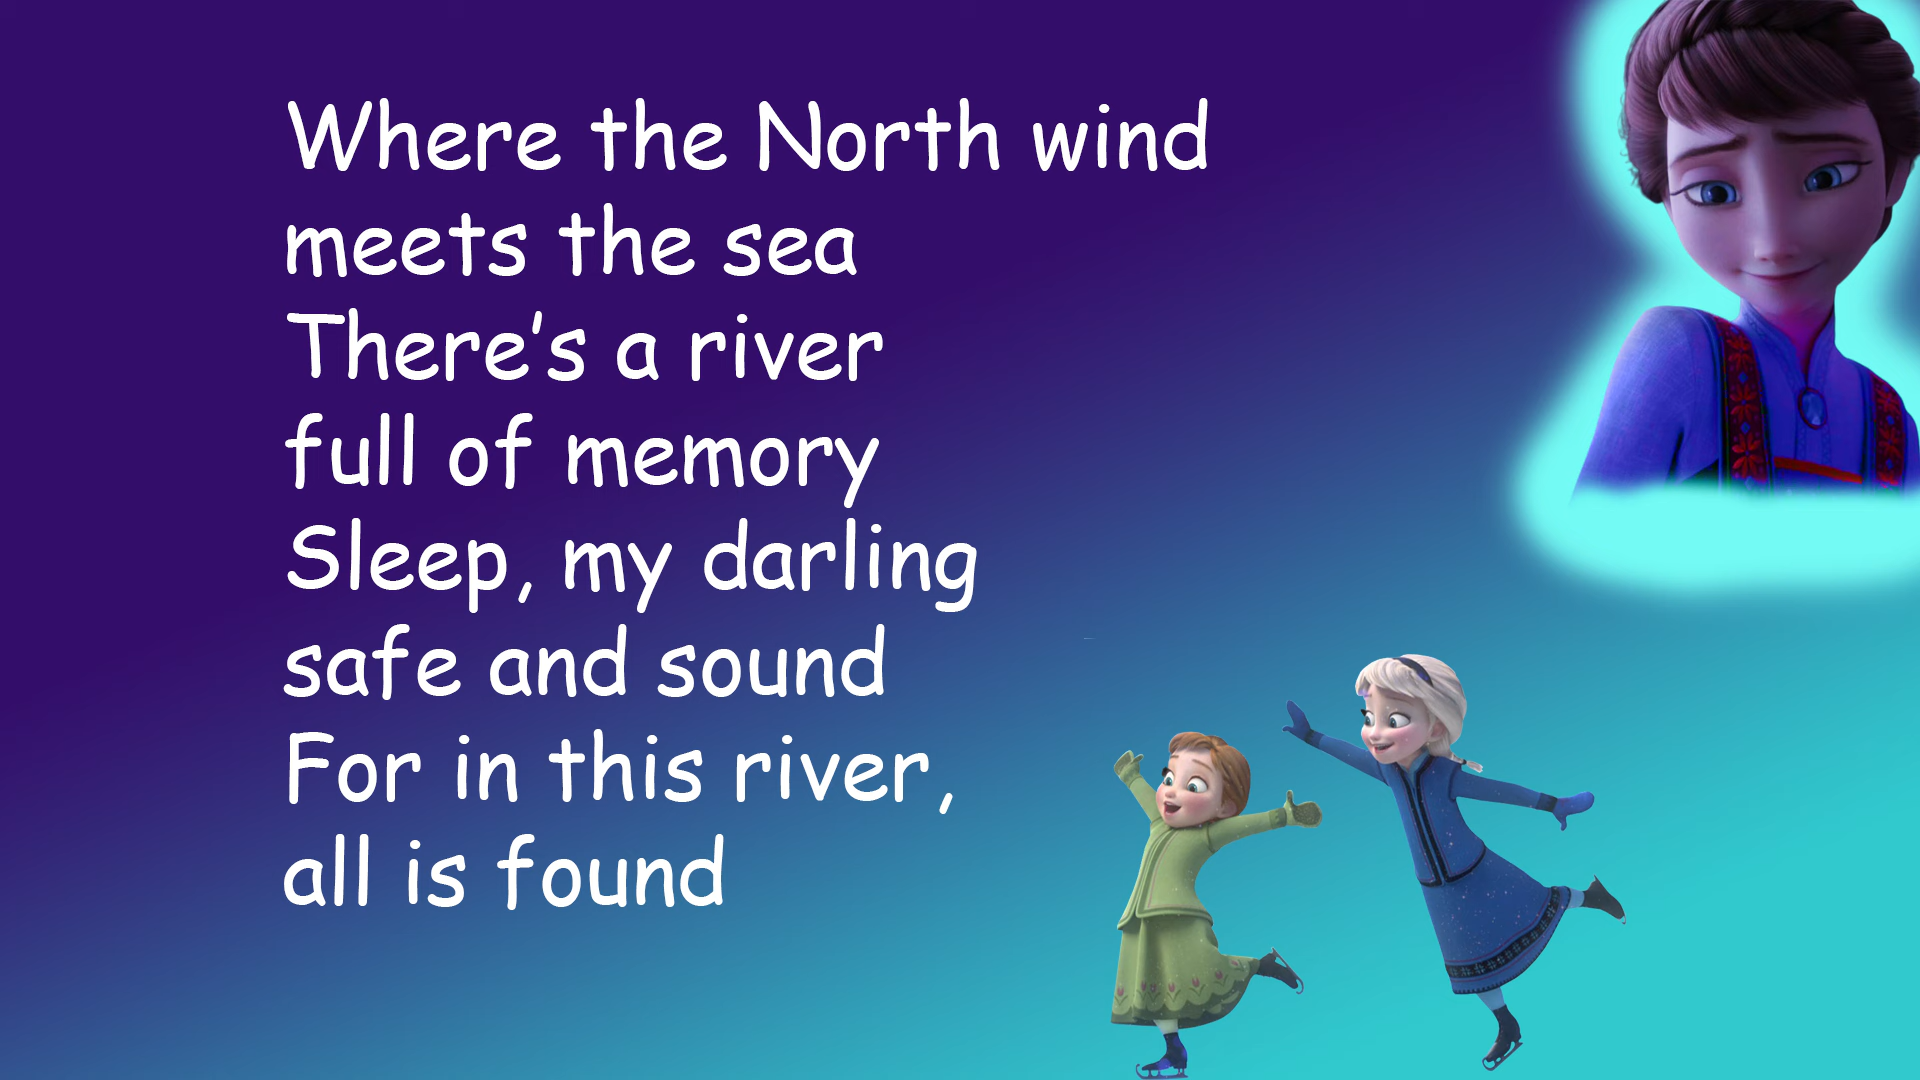 Where the North wind
meets the sea
There’s a river
full of memory
Sleep, my darling
safe and sound
For in this river,
all is found